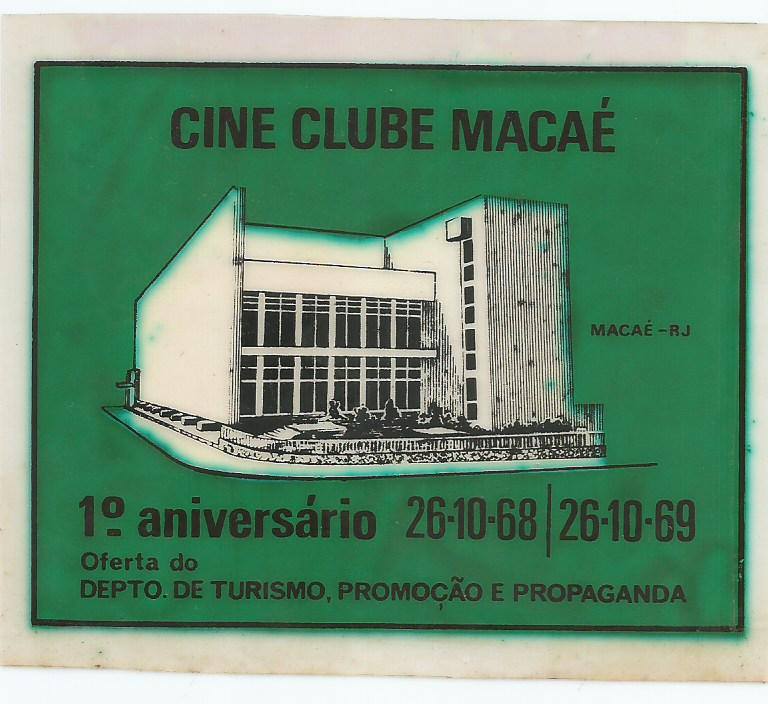 CINE CLUBE MACAÉ
MACAÉ-RJ
1º aniversário 26-10-68 | 26-10-69
Oferta do
DEPTO. DE TURISMO, PROMOÇÃO E PROPAGANDA